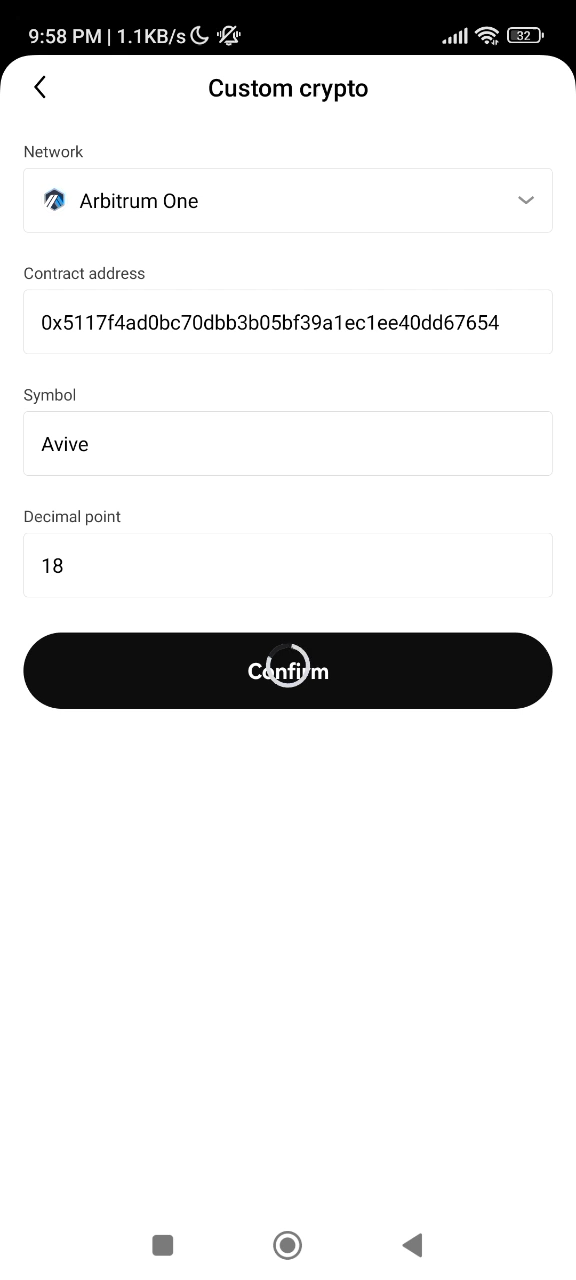 9:58 PM | 1.1KB/s
32
Custom crypto
Network
Arbitrum One
Contract address
0x5117f4ad0bc70dbb3b05bf39a1ec1ee40dd67654
Symbol
Avive
Decimal point
18
Confirm